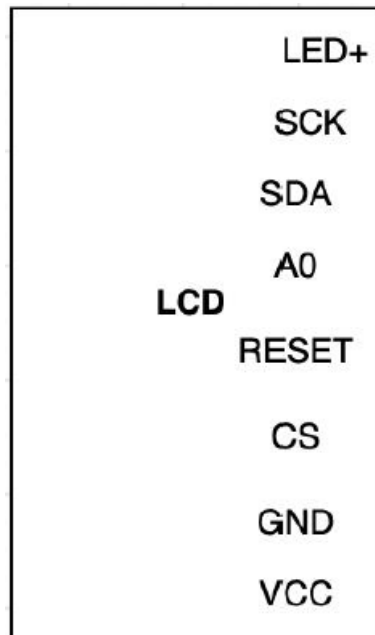 LED+
SCK
SDA
A0
LCD
RESET
CS
GND
VCC